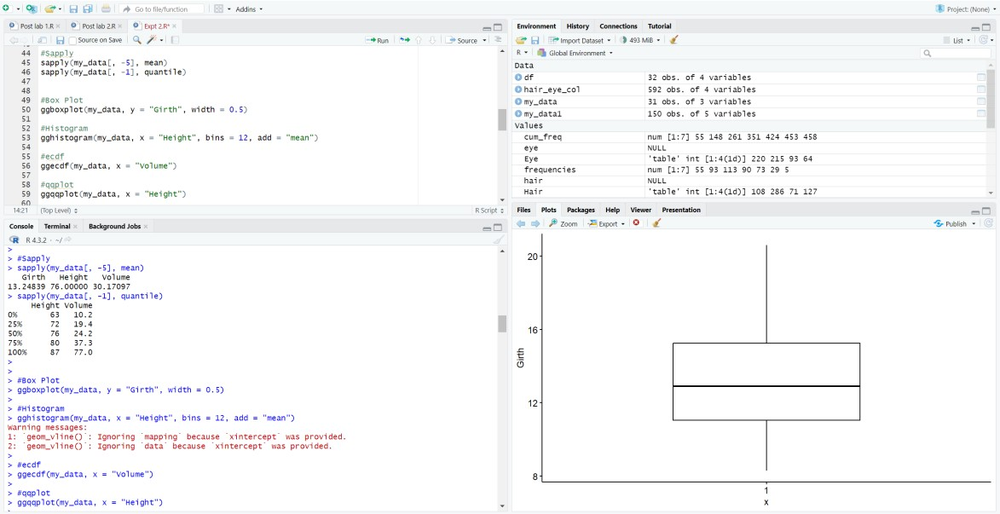 Go to file/function
Addins
Project: (None)
Post lab 1.R
Post lab 2.R
Expt 2.R*
Source on Save
Run
Source
44 #Sapply
45 sapply(my_data[, -5], mean)
46 sapply(my_data[, -1], quantile)
47
48
49 #Box Plot
50 ggboxplot(my_data, y = "Girth", width = 0.5)
51
52 #Histogram
53 gghistogram(my_data, x = "Height", bins = 12, add = "mean")
54
55 #ecdf
56 ggecdf(my_data, x = "Volume")
57
58 #qqplot
59 ggqqplot(my_data, x = "Height")
60
14:21 (Top Level)
R Script
Console Terminal Background Jobs
R 4.3.2 · ~/
>
> #Sapply
> sapply(my_data[, -5], mean)
Girth Height Volume
13.24839 76.00000 30.17097
> sapply(my_data[, -1], quantile)
Height Volume
0% 63 10.2
25% 72 19.4
50% 76 24.2
75% 80 37.3
100% 87 77.0
>
>
> #Box Plot
> ggboxplot(my_data, y = "Girth", width = 0.5)
>
> #Histogram
> gghistogram(my_data, x = "Height", bins = 12, add = "mean")
Warning messages:
1: `geom_vline()`: Ignoring `mapping` because `xintercept` was provided.
2: `geom_vline()`: Ignoring `data` because `xintercept` was provided.
>
> #ecdf
> ggecdf(my_data, x = "Volume")
>
> #qqplot
> ggqqplot(my_data, x = "Height")
Environment History Connections Tutorial
Import Dataset
493 MiB
List
R
Global Environment
Data
df 32 obs. of 4 variables
hair_eye_col 592 obs. of 4 variables
my_data 31 obs. of 3 variables
my_data1 150 obs. of 5 variables
Values
cum_freq num [1:7] 55 148 261 351 424 453 458
eye NULL
Eye 'table' int [1:4(1d)] 220 215 93 64
frequencies num [1:7] 55 93 113 90 73 29 5
hair NULL
Hair 'table' int [1:4(1d)] 108 286 71 127
Files Plots Packages Help Viewer Presentation
Zoom
Export
Publish
20
16
Girth
12
8
1
x